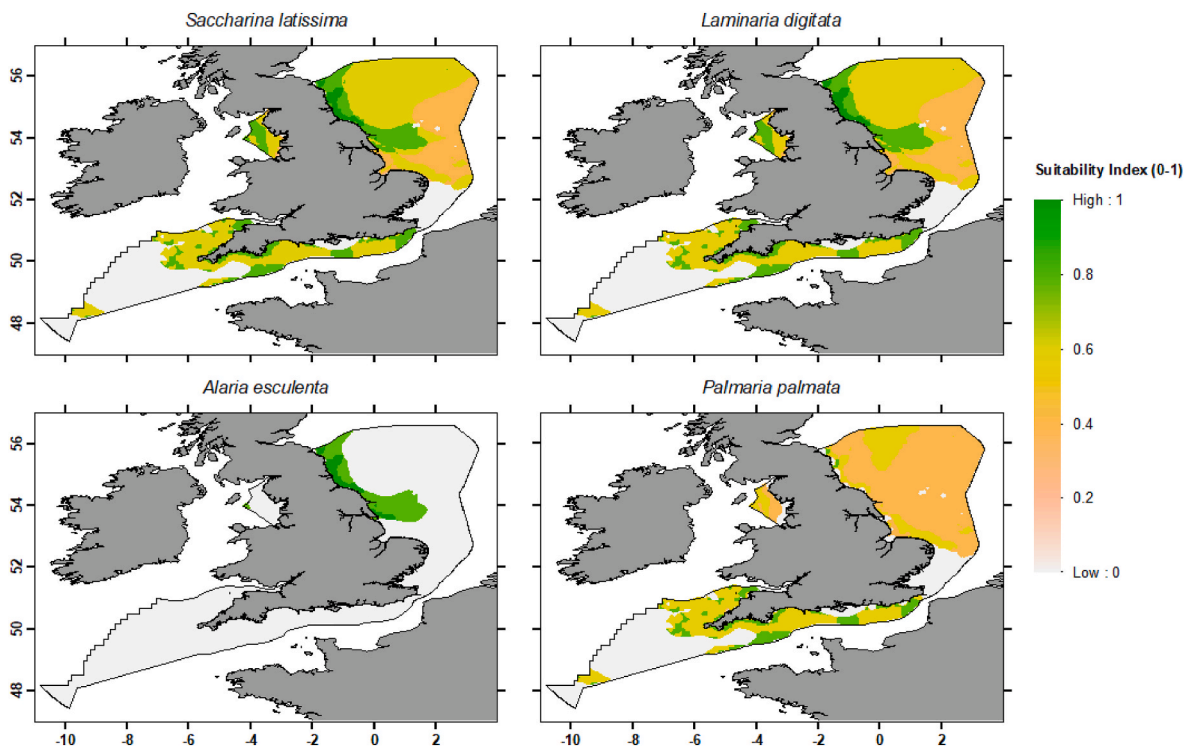 Saccharina latissima
Laminaria digitata
56
54
52
50
48
Suitability Index (0-1)
High : 1
0.8
0.6
0.4
0.2
Low : 0
Alaria esculenta
Palmaria palmata
56
54
52
50
48
-10 -8 -6 -4 -2 0 2
-10 -8 -6 -4 -2 0 2